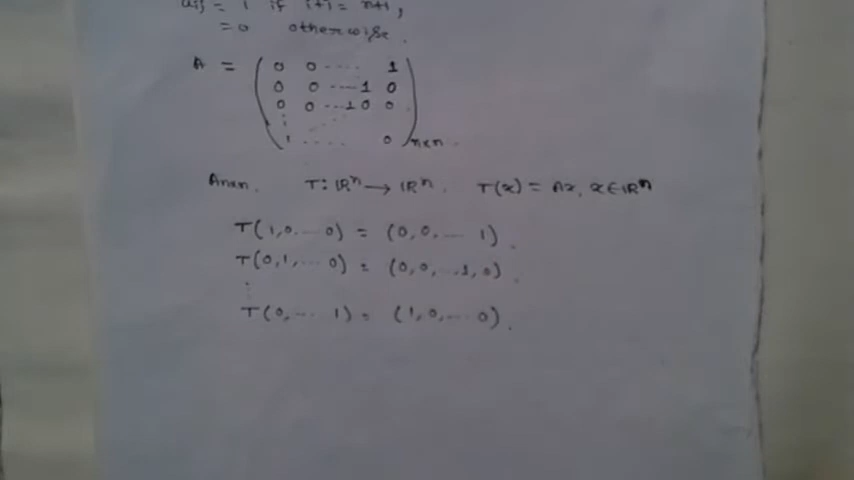 aij = 1 if i+j = n+1,
= 0 otherwise.
A = ( 0 0 ---- 1
0 0 ---- 1 0
0 0 --- 1 0 0
⋮
1 .... 0 ) n×n.
An×n. T: ℝⁿ → ℝⁿ. T(x) = Ax, x ∈ ℝⁿ
T(1,0,... 0) = (0,0,... 1).
T(0,1,... 0) = (0,0,...1,0).
⋮
T(0,... 1) = (1,0,... 0).